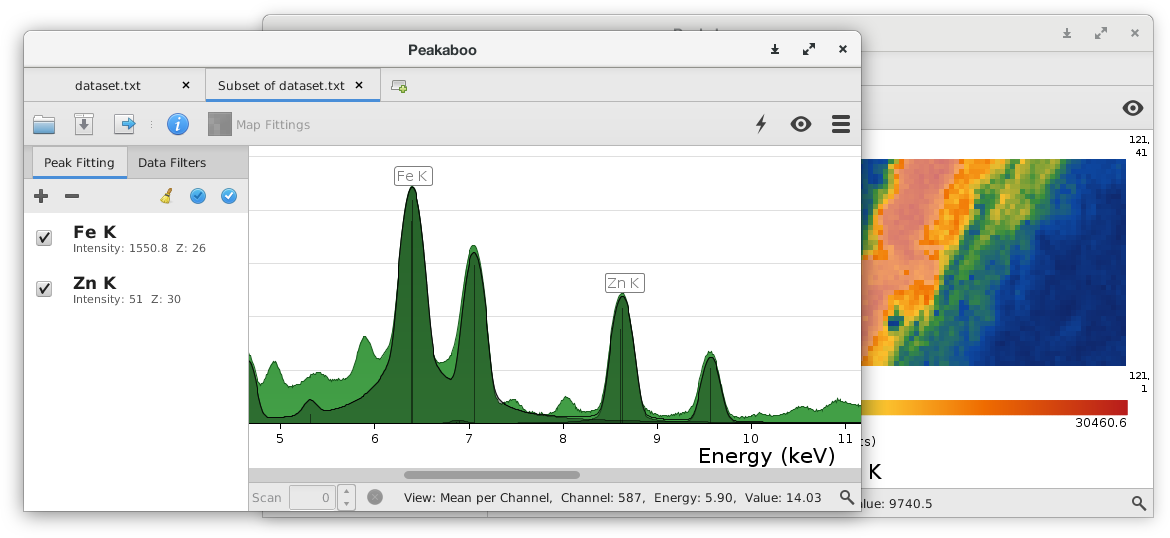 Peakaboo
dataset.txt
Subset of dataset.txt
Map Fittings
Peak Fitting
Data Filters
Fe K
Intensity: 1550.8 Z: 26
Zn K
Intensity: 51 Z: 30
Fe K
Zn K
5 6 7 8 9 10 11
Energy (keV)
Scan 0
View: Mean per Channel, Channel: 587, Energy: 5.90, Value: 14.03
121,
41
121,
1
30460.6
K
9740.5